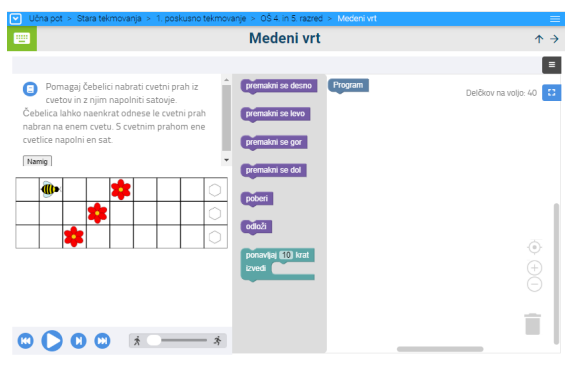 Učna pot > Stara tekmovanja > 1. poskusno tekmovanje > OŠ 4. in 5. razred > Medeni vrt
Medeni vrt
Pomagaj čebelici nabrati cvetni prah iz
cvetov in z njim napolniti satovje.
Čebelica lahko naenkrat odnese le cvetni prah
nabran na enem cvetu. S cvetnim prahom ene
cvetlice napolni en sat.
Namig
premakni se desno
premakni se levo
premakni se gor
premakni se dol
poberi
odloži
ponavljaj 10 krat
izvedi
Program
Delčkov na voljo: 40